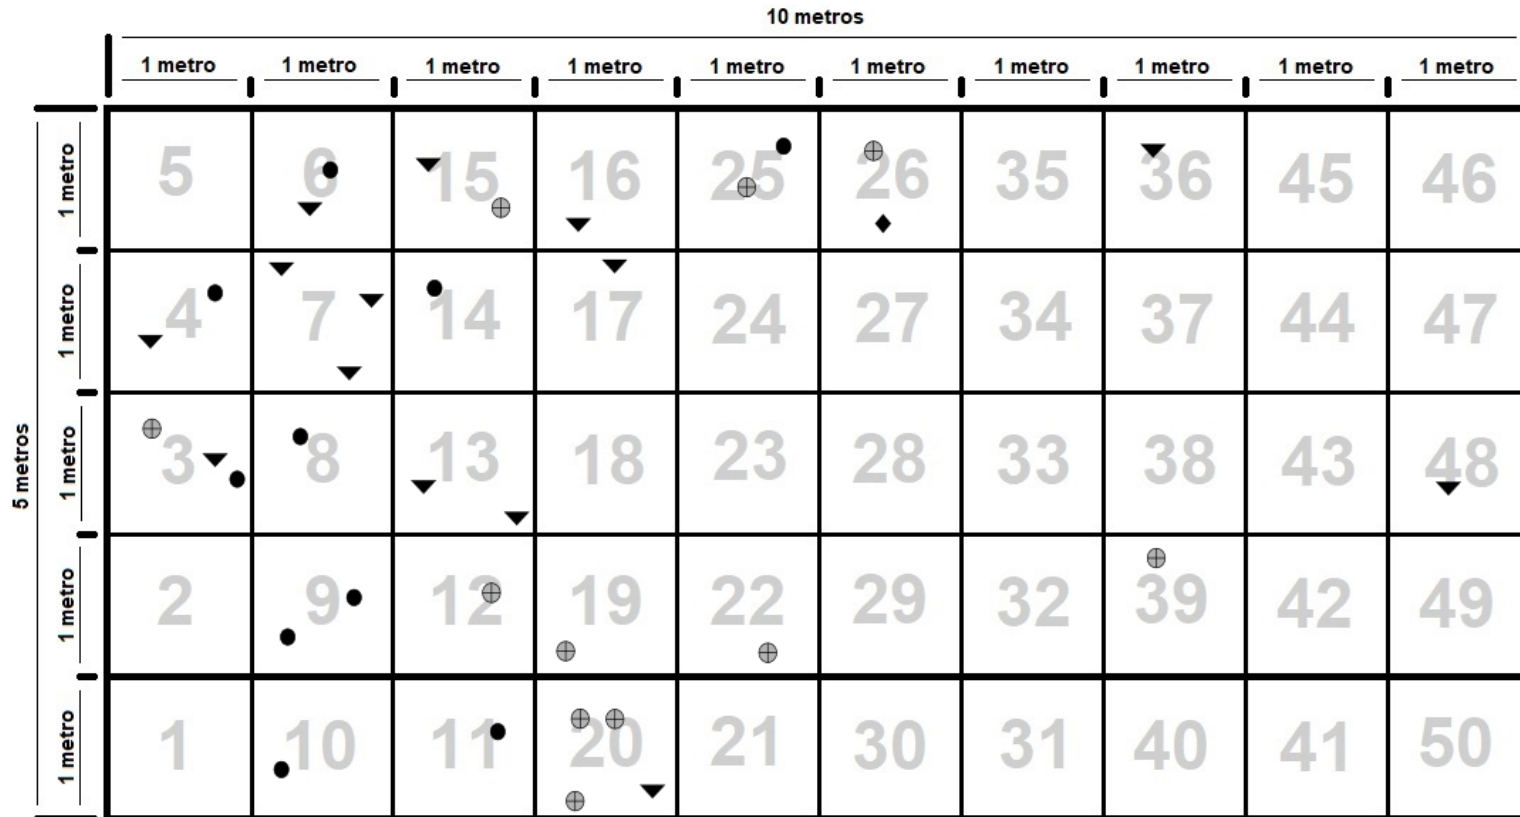 10 metros
1 metro 1 metro 1 metro 1 metro 1 metro 1 metro 1 metro 1 metro 1 metro 1 metro
5 metros
1 metro 5 6 15 16 25 26 35 36 45 46
1 metro 4 7 14 17 24 27 34 37 44 47
1 metro 3 8 13 18 23 28 33 38 43 48
1 metro 2 9 12 19 22 29 32 39 42 49
1 metro 1 10 11 20 21 30 31 40 41 50